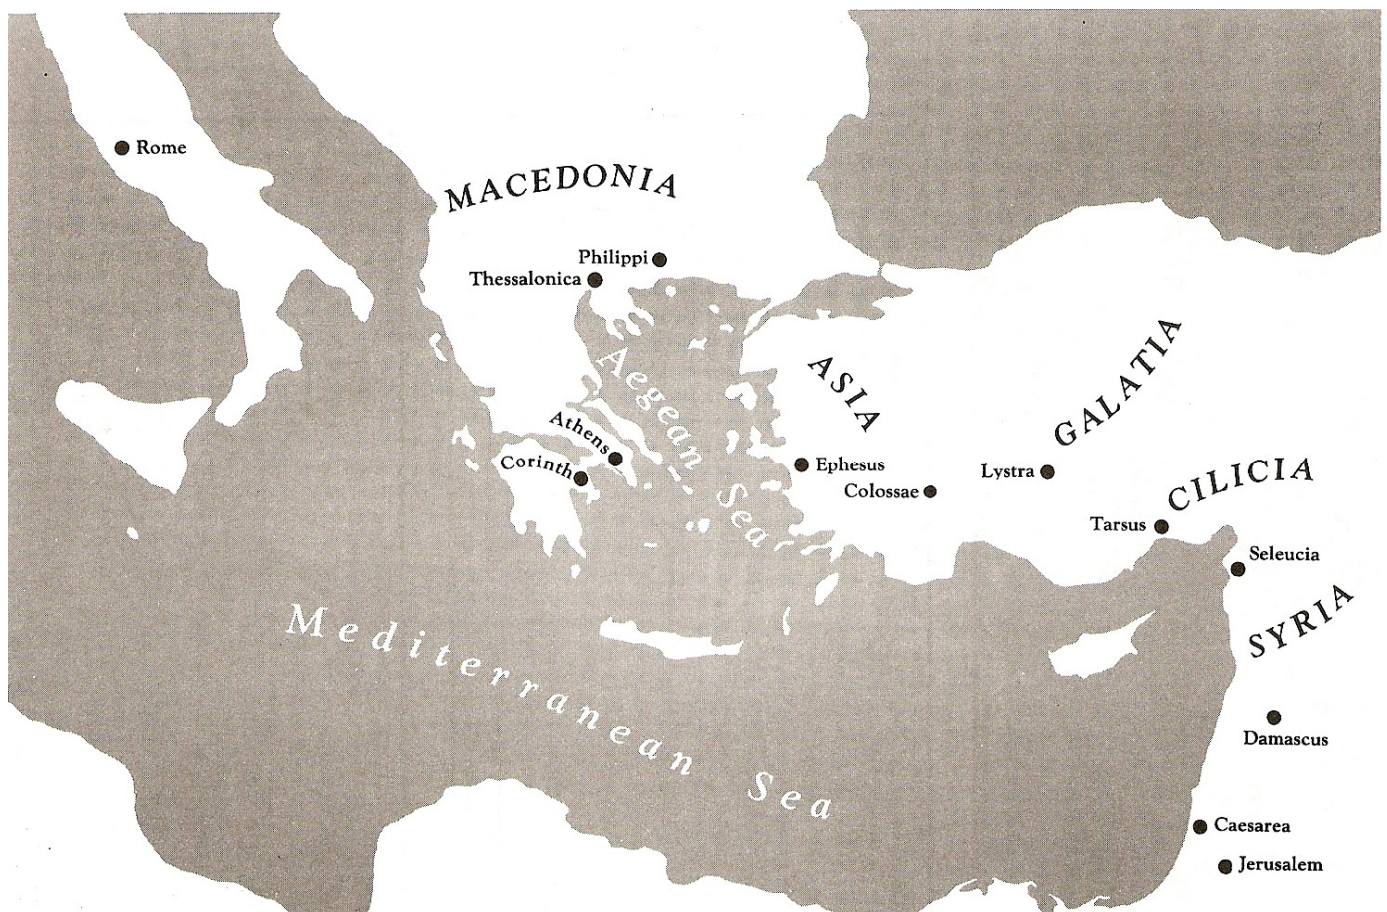 Rome
MACEDONIA
Philippi
Thessalonica
Aegean Sea
ASIA
GALATIA
Athens
Corinth
Ephesus
Colossae
Lystra
CILICIA
Tarsus
Seleucia
SYRIA
Mediterranean Sea
Damascus
Caesarea
Jerusalem